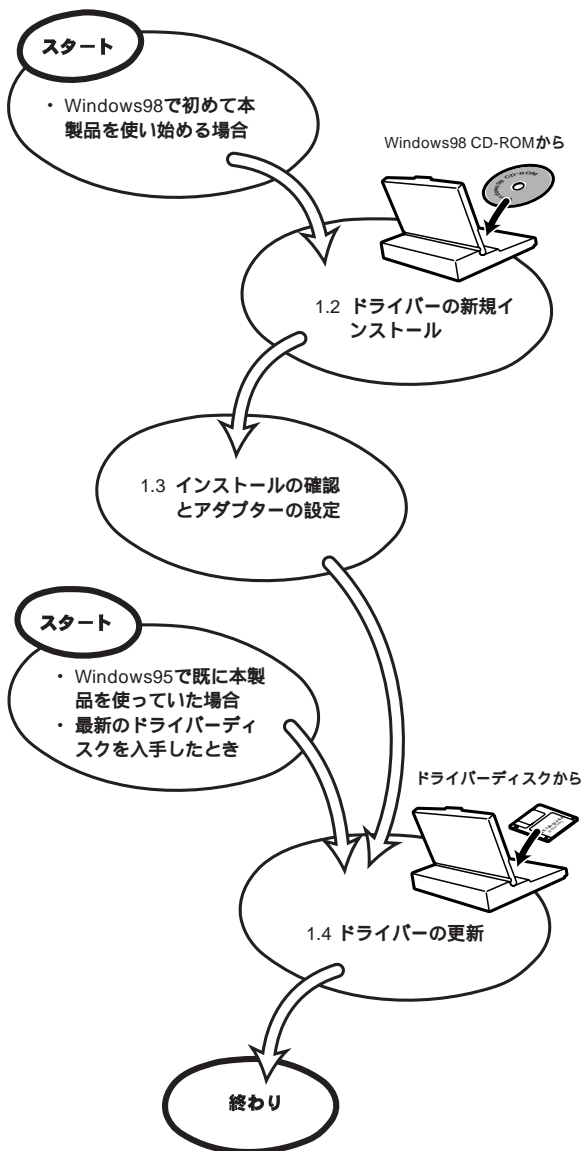 スタート
・ Windows98で初めて本
製品を使い始める場合
Windows98 CD-ROMから
1.2 ドライバーの新規イ
ンストール
1.3 インストールの確認
とアダプターの設定
スタート
・ Windows95で既に本製
品を使っていた場合
・ 最新のドライバーディ
スクを入手したとき
ドライバーディスクから
1.4 ドライバーの更新
終わり